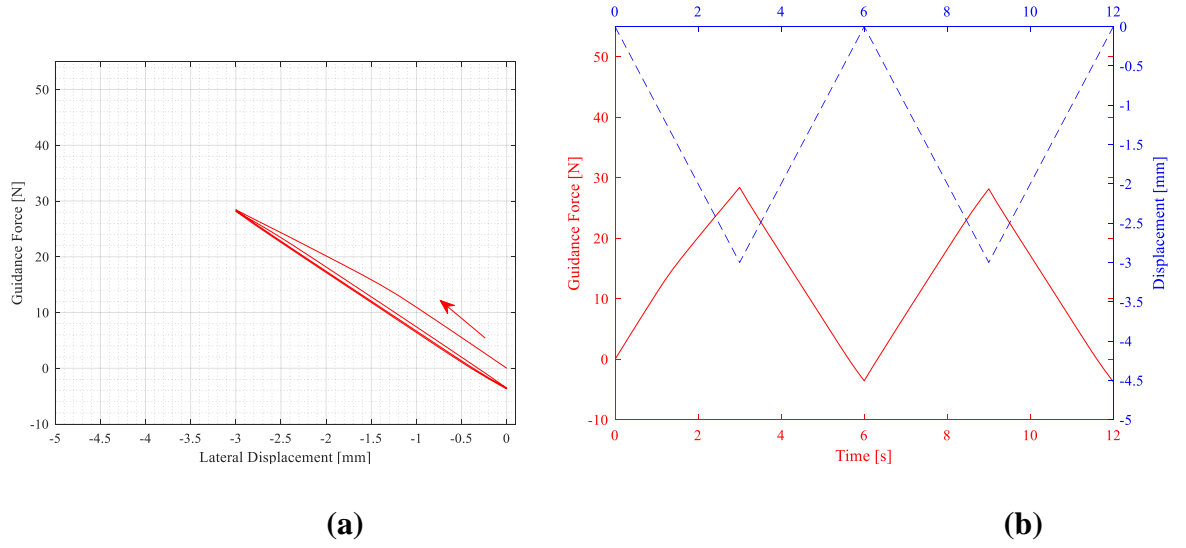 50
40
30
20
10
0
-10
Guidance Force [N]
-5 -4.5 -4 -3.5 -3 -2.5 -2 -1.5 -1 -0.5 0
Lateral Displacement [mm]
(a)
0 2 4 6 8 10 12
50
40
30
20
10
0
-10
Guidance Force [N]
0
-0.5
-1
-1.5
-2
-2.5
-3
-3.5
-4
-4.5
-5
Displacement [mm]
0 2 4 6 8 10 12
Time [s]
(b)